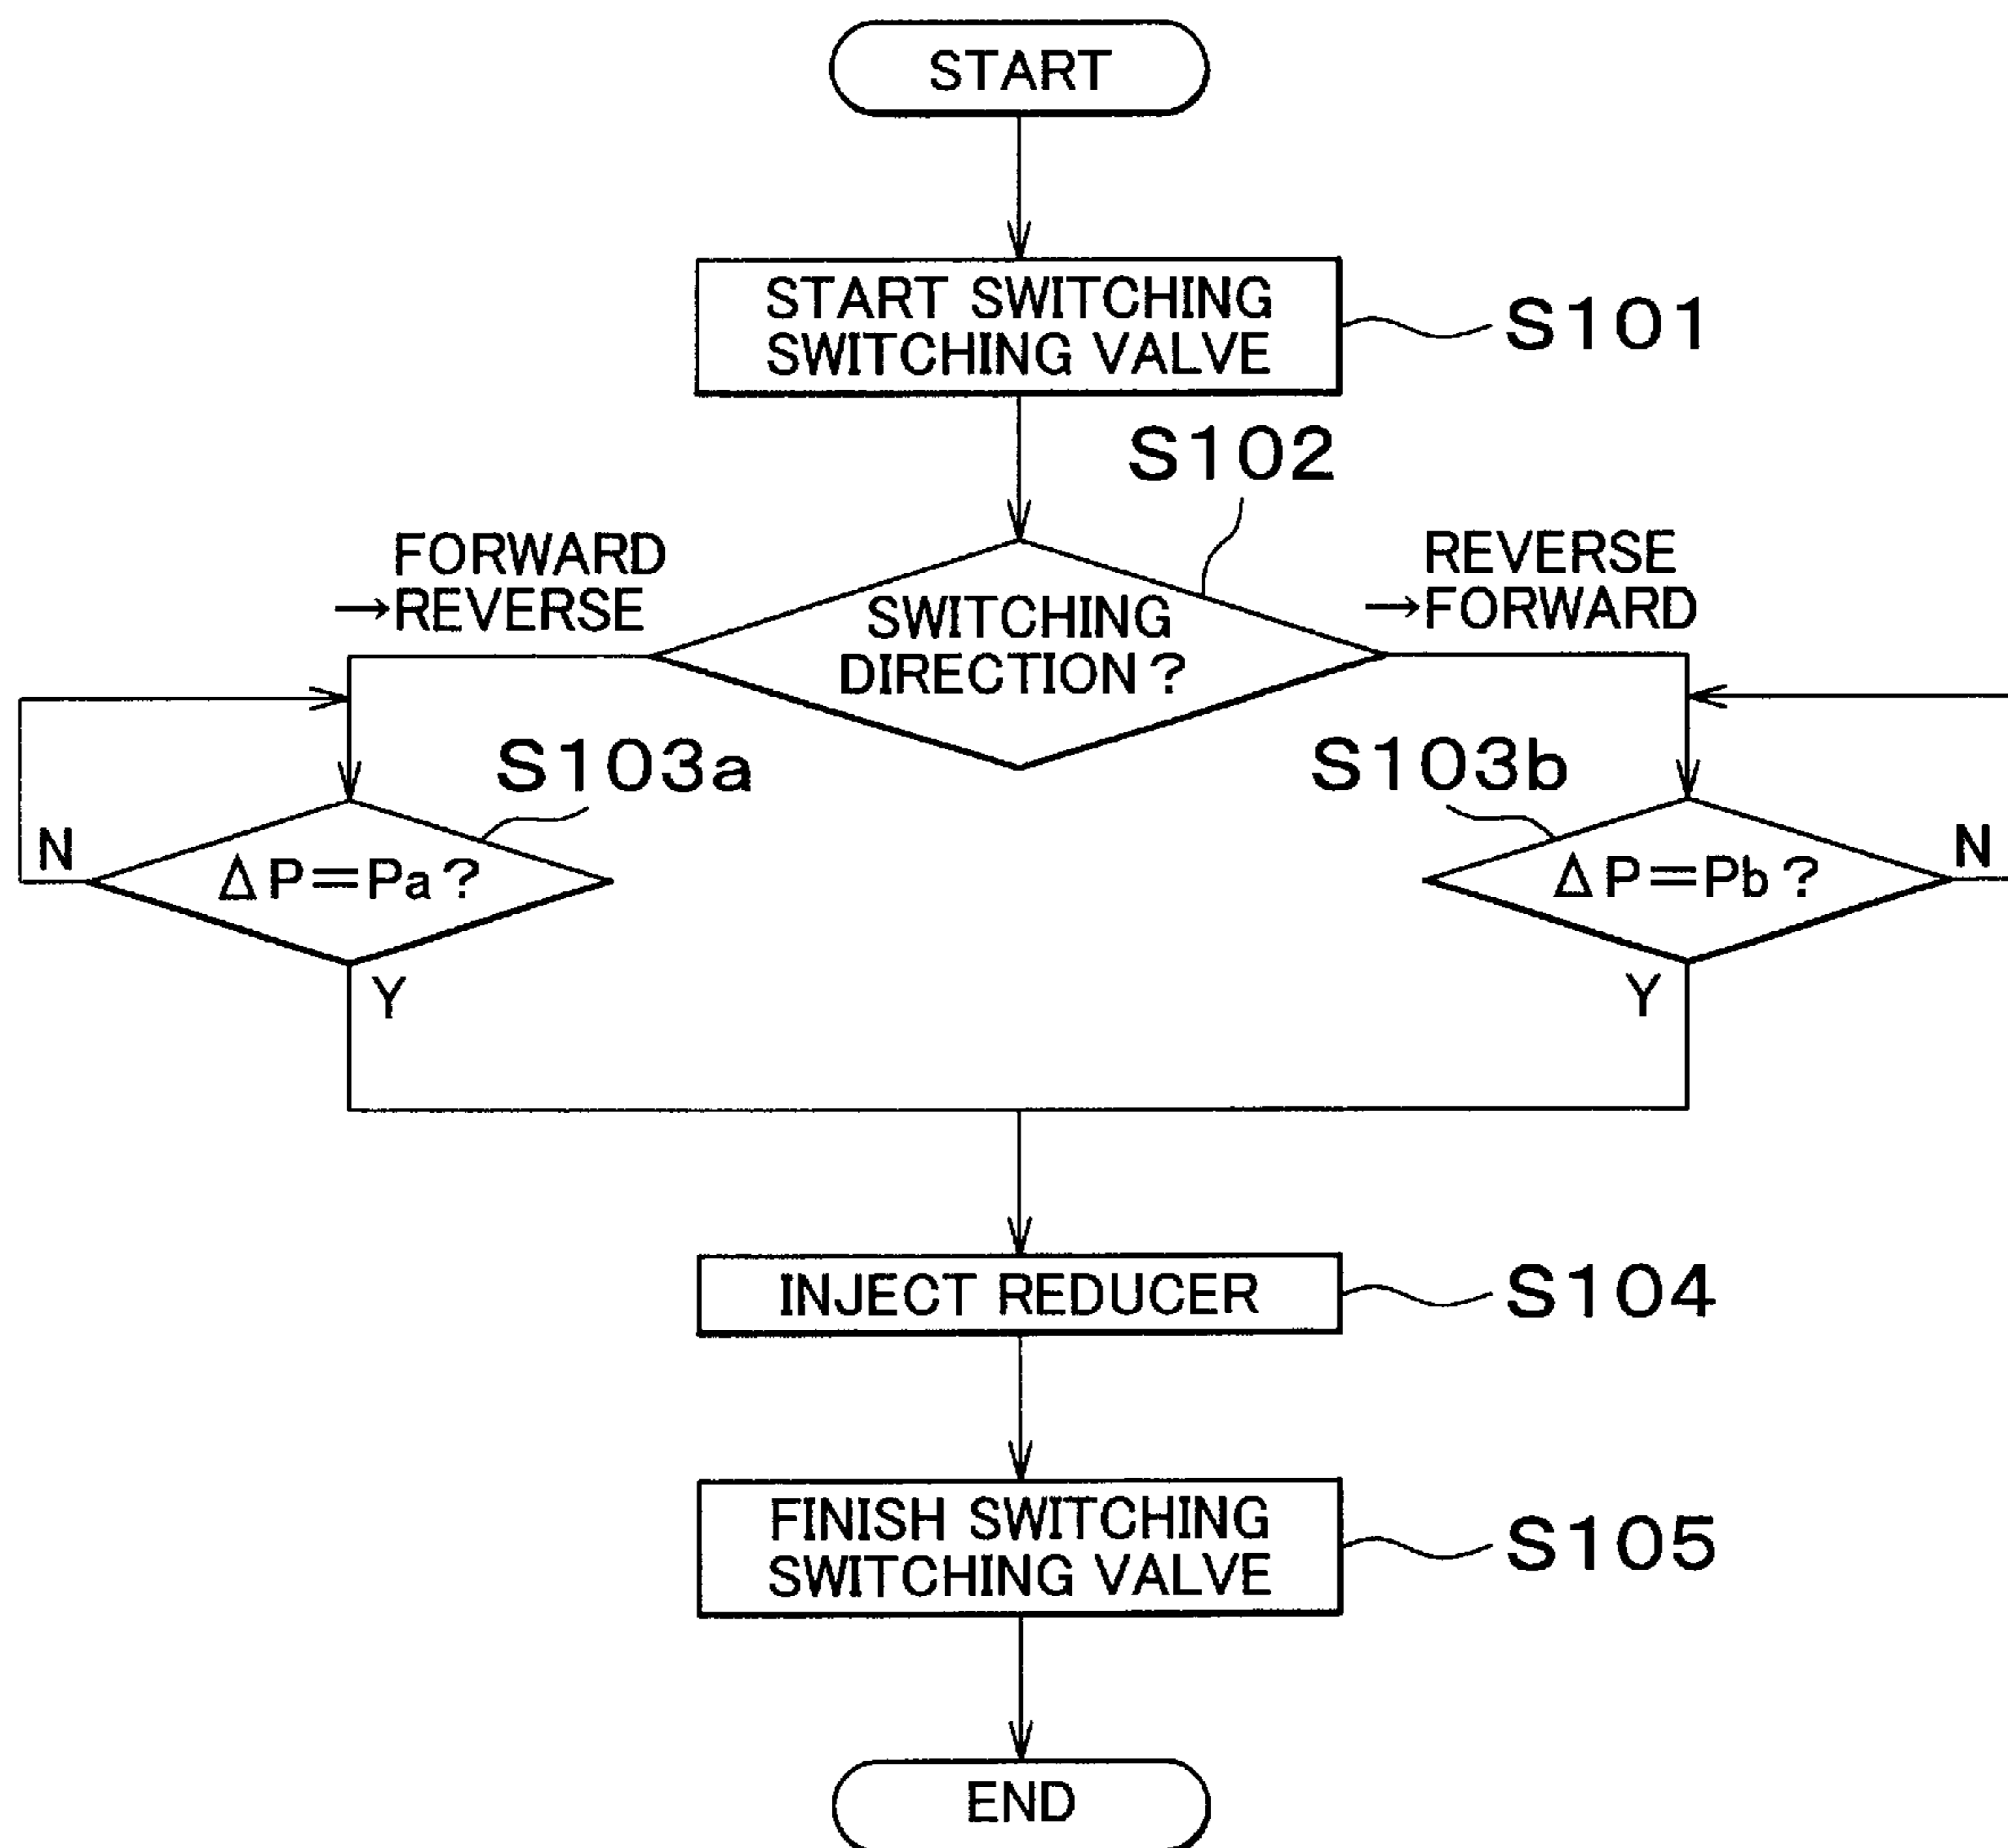 START
START SWITCHING
SWITCHING VALVE
S101
S102
FORWARD
→REVERSE
SWITCHING
DIRECTION?
REVERSE
→FORWARD
S103a
S103b
N
ΔP=Pa?
ΔP=Pb?
N
Y
Y
INJECT REDUCER
S104
FINISH SWITCHING
SWITCHING VALVE
S105
END